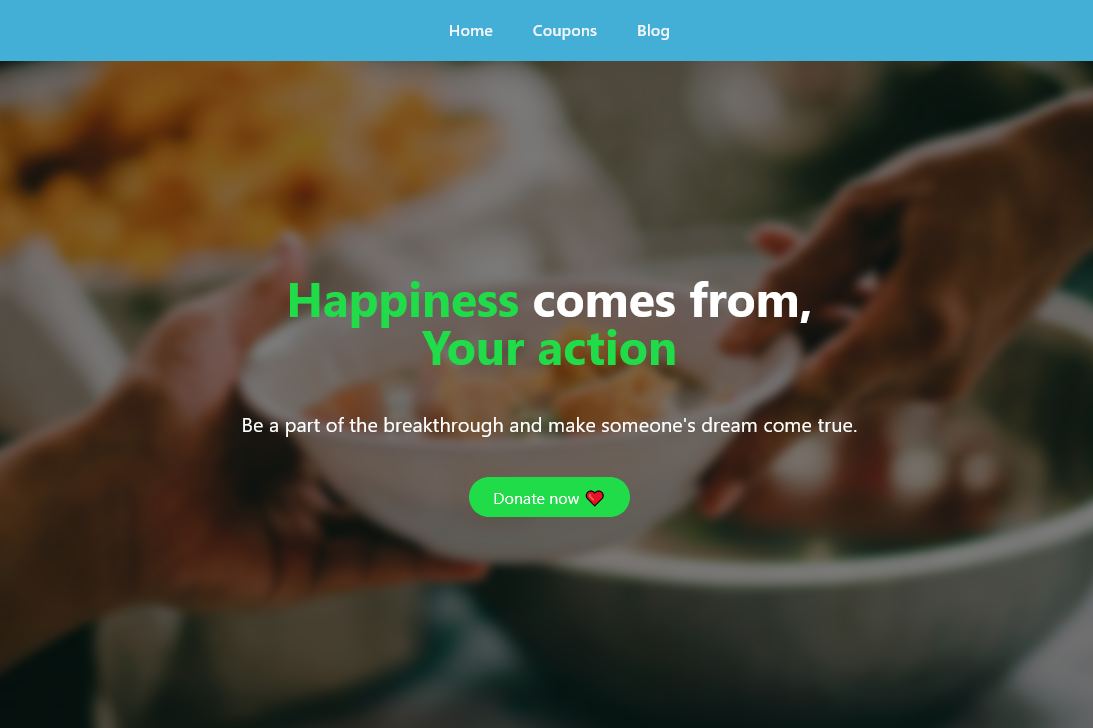 Home Coupons Blog
Happiness comes from,
Your action
Be a part of the breakthrough and make someone's dream come true.
Donate now ❤️